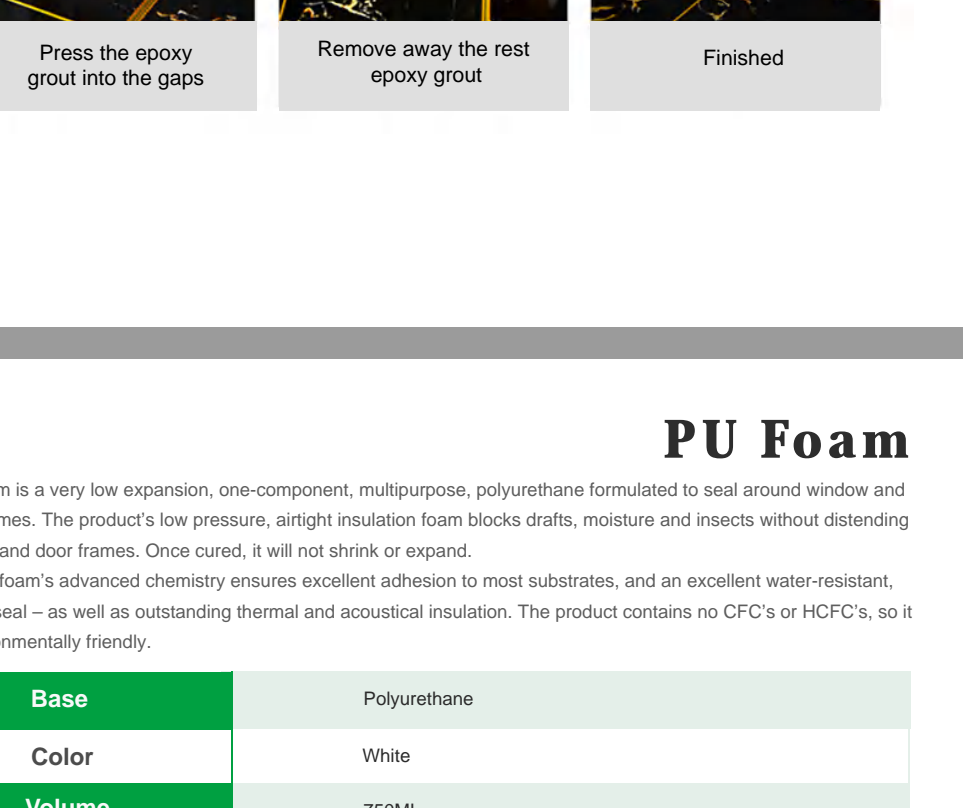 Press the epoxy
grout into the gaps
Remove away the rest
epoxy grout
Finished
PU Foam
is a very low expansion, one-component, multipurpose, polyurethane formulated to seal around window and
The product’s low pressure, airtight insulation foam blocks drafts, moisture and insects without distending
and door frames. Once cured, it will not shrink or expand.
foam’s advanced chemistry ensures excellent adhesion to most substrates, and an excellent water-resistant,
seal – as well as outstanding thermal and acoustical insulation. The product contains no CFC’s or HCFC’s, so it
friendly.
Base
Polyurethane
Color
White
Volume
750ML